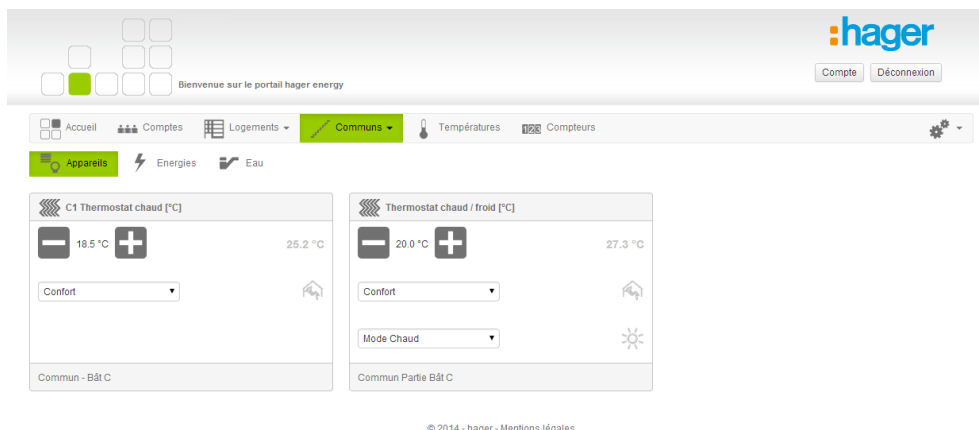 :hager
Compte Déconnexion
Bienvenue sur le portail hager energy
Accueil Comptes Logements Communs Températures 123 Compteurs
Appareils Energies Eau
C1 Thermostat chaud [°C] Thermostat chaud / froid [°C]
18.5 °C 25.2 °C 20.0 °C 27.3 °C
Confort Confort
Mode Chaud
Commun - Bât C Commun Partie Bât C
© 2014 - hager - Mentions légales